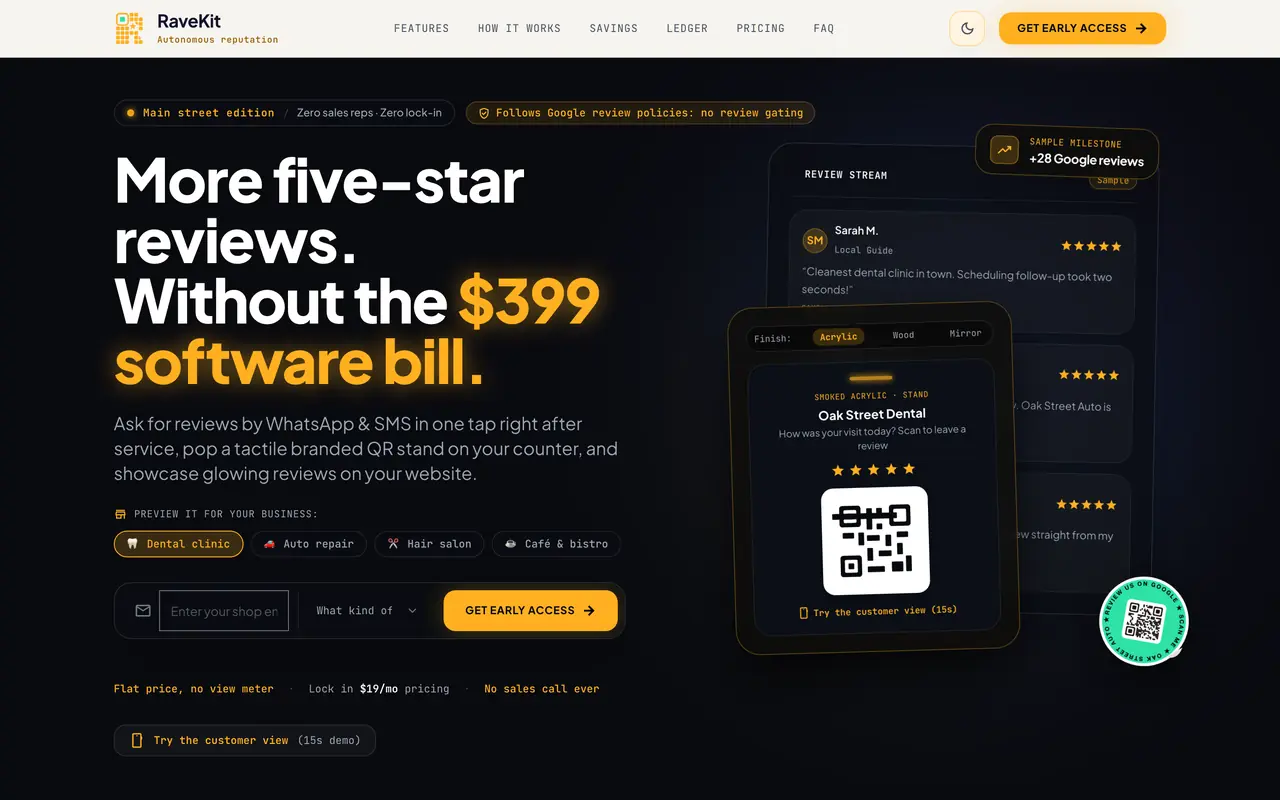 RaveKit
Autonomous reputation
FEATURES
HOW IT WORKS
SAVINGS
LEDGER
PRICING
FAQ
GET EARLY ACCESS →
Main street edition / Zero sales reps · Zero lock-in
Follows Google review policies: no review gating
More five-star
reviews.
Without the $399
software bill.
Ask for reviews by WhatsApp & SMS in one tap right after
service, pop a tactile branded QR stand on your counter, and
showcase glowing reviews on your website.
PREVIEW IT FOR YOUR BUSINESS:
Dental clinic
Auto repair
Hair salon
Café & bistro
Enter your shop en
What kind of
GET EARLY ACCESS →
Flat price, no view meter · Lock in $19/mo pricing · No sales call ever
Try the customer view (15s demo)
SAMPLE MILESTONE
+28 Google reviews
REVIEW STREAM
Sample
SM
Sarah M.
Local Guide
"Cleanest dental clinic in town. Scheduling follow-up took two
seconds!"
. Oak Street Auto is
ew straight from my
Finish:
Acrylic
Wood
Mirror
SMOKED ACRYLIC · STAND
Oak Street Dental
How was your visit today? Scan to leave a
review
Try the customer view (15s)
REVIEW US ON GOOGLE ★ SCAN ME ★ OAK STREET AUTO ★